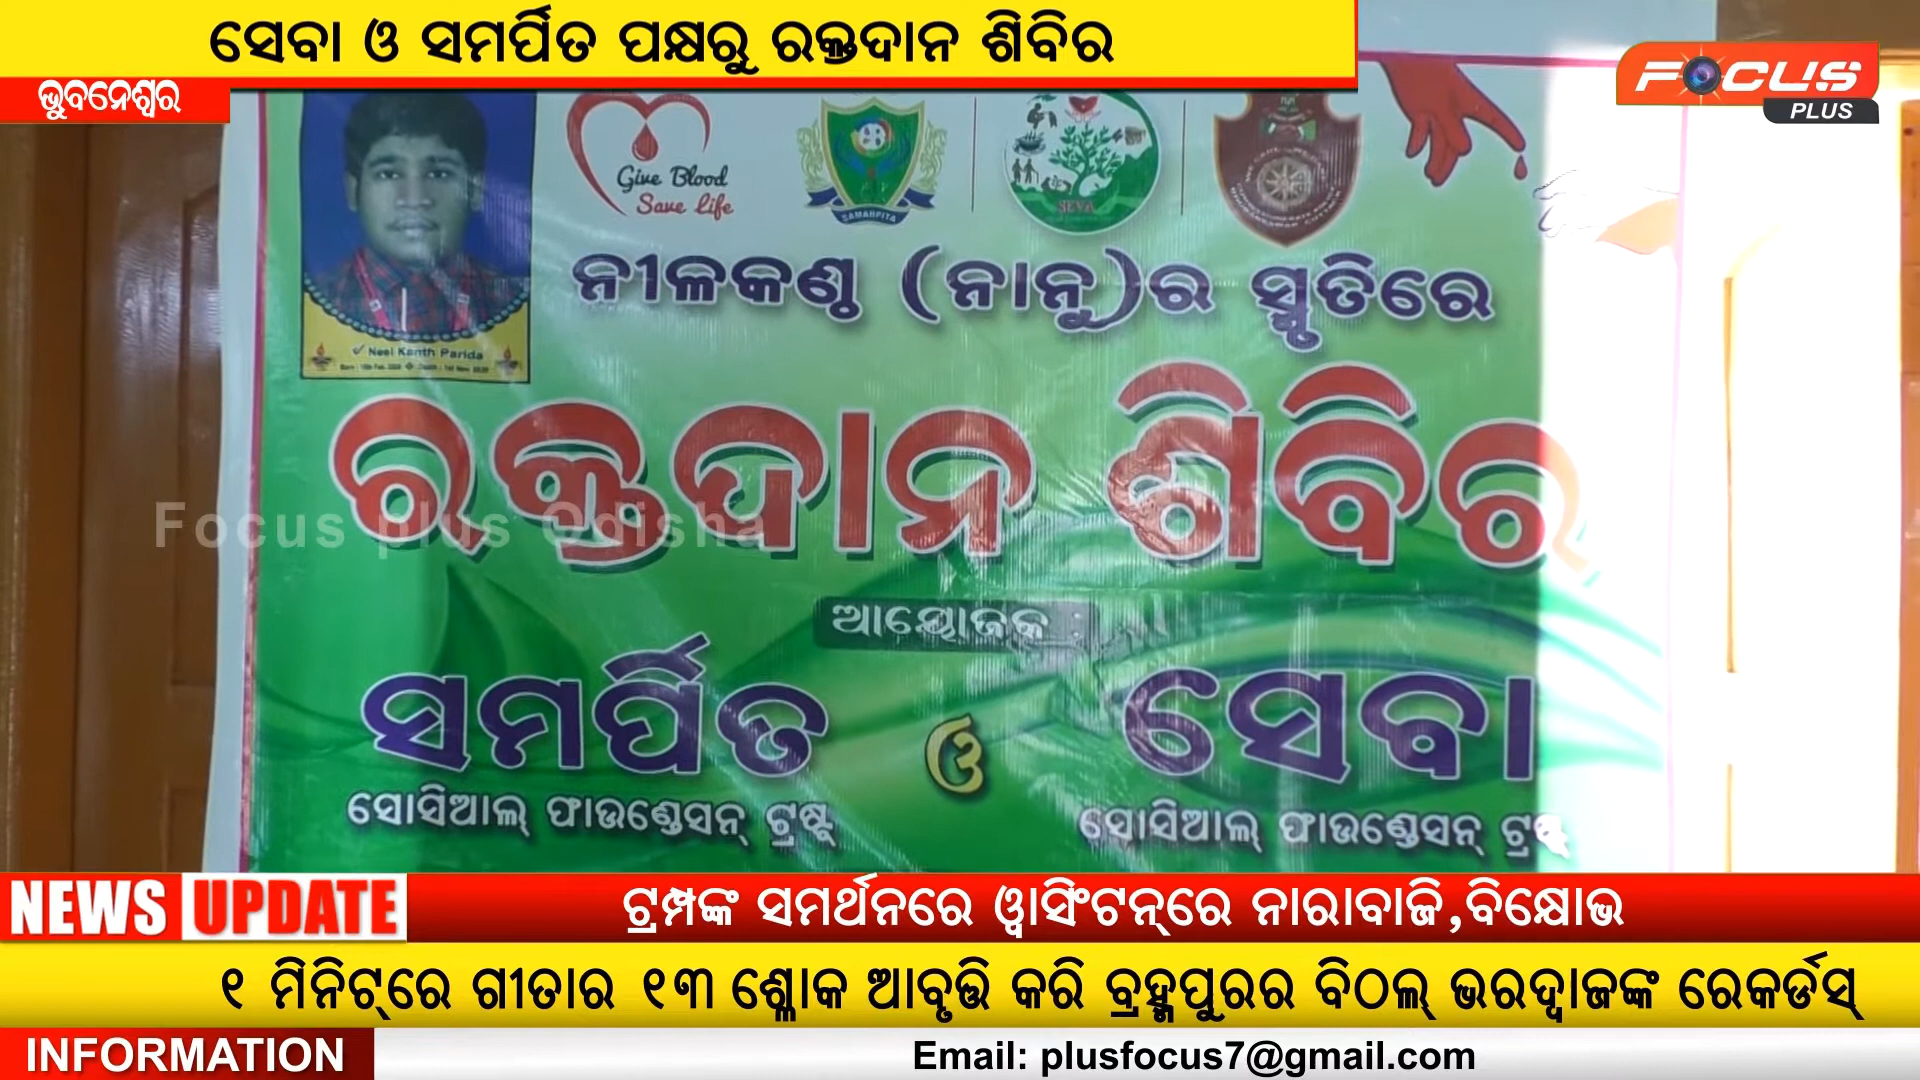 ସେବା ଓ ସମର୍ପିତ ପକ୍ଷରୁ ରକ୍ତଦାନ ଶିବିର
ଭୁବନେଶ୍ୱର
FOCUS
PLUS
Give Blood
Save life
SAMARPITA
SEVA
Neel Kanth Parida
ନୀଳକଣ୍ଠ (ନାନୁ)ର ସ୍ମୃତିରେ
ରକ୍ତଦାନ ଶିବିର
Focus plus Odisha
ଆୟୋଜକ :
ସମର୍ପିତ ଓ ସେବା
ସୋସିଆଲ୍ ଫାଉଣ୍ଡେସନ୍ ଟ୍ରଷ୍ଟ ସୋସିଆଲ୍ ଫାଉଣ୍ଡେସନ୍ ଟ୍ରଷ୍ଟ
NEWS UPDATE ଟ୍ରମ୍ପଙ୍କ ସମର୍ଥନରେ ୱାସିଂଟନ୍‌ରେ ନାରାବାଜି,ବିକ୍ଷୋଭ
୧ ମିନିଟ୍‌ରେ ଗୀତାର ୧୩ ଶ୍ଳୋକ ଆବୃତ୍ତି କରି ବ୍ରହ୍ମପୁରର ବିଠଲ୍ ଭରଦ୍ୱାଜଙ୍କ ରେକର୍ଡସ୍
INFORMATION Email: plusfocus7@gmail.com